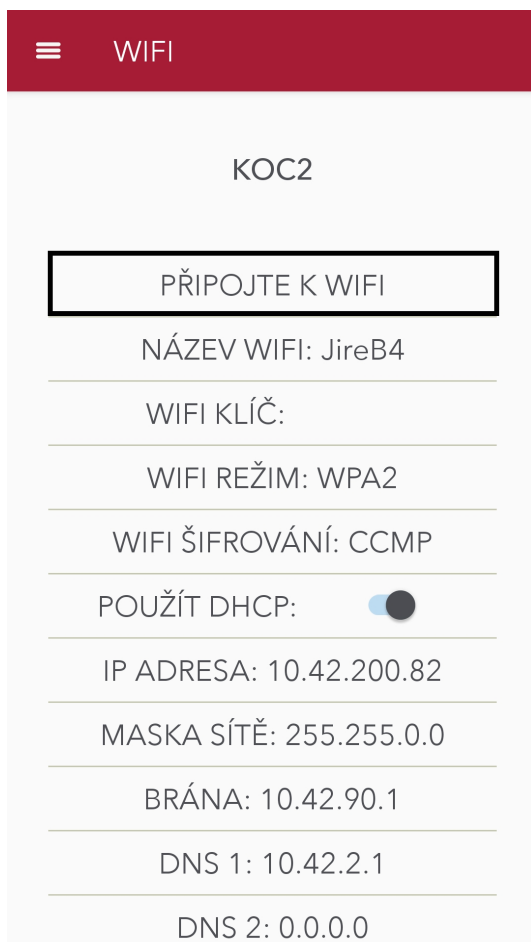 WIFI
KOC2
PŘIPOJTE K WIFI
NÁZEV WIFI: JireB4
WIFI KLÍČ:
WIFI REŽIM: WPA2
WIFI ŠIFROVÁNÍ: CCMP
POUŽÍT DHCP:
IP ADRESA: 10.42.200.82
MASKA SÍTĚ: 255.255.0.0
BRÁNA: 10.42.90.1
DNS 1: 10.42.2.1
DNS 2: 0.0.0.0